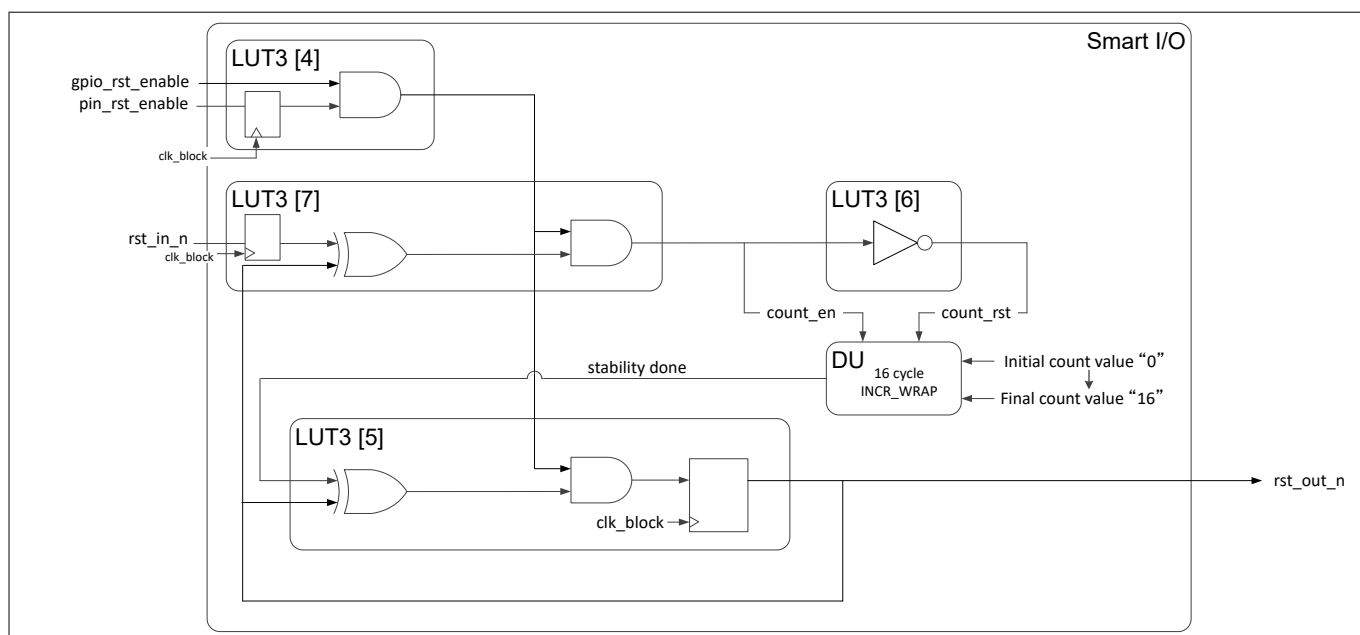 Smart I/O
LUT3 [4]
gpio_rst_enable
pin_rst_enable
clk_block
LUT3 [7]
rst_in_n
clk_block
LUT3 [6]
count_en
count_rst
DU
16 cycle
INCR_WRAP
Initial count value “0”
Final count value “16”
stability done
LUT3 [5]
clk_block
rst_out_n